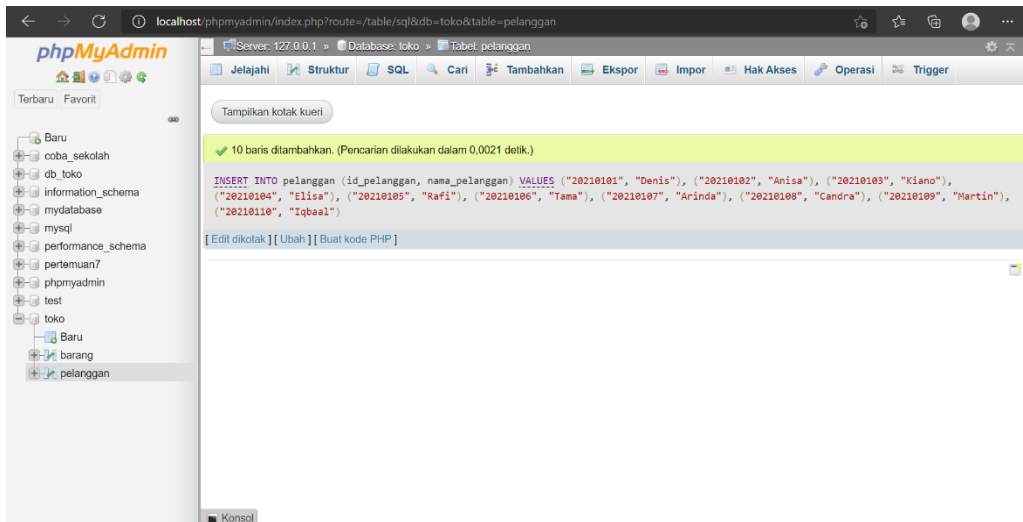 localhost/phpmyadmin/index.php?route=/table/sql&db=toko&table=pelanggan
phpMyAdmin
Terbaru Favorit
Baru
coba_sekolah
db_toko
information_schema
mydatabase
mysql
performance_schema
pertemuan7
phpmyadmin
test
toko
Baru
barang
pelanggan
Server: 127.0.0.1 » Database: toko » Tabel: pelanggan
Jelajahi Struktur SQL Cari Tambahkan Ekspor Impor Hak Akses Operasi Trigger
Tampilkan kotak kueri
10 baris ditambahkan. (Pencarian dilakukan dalam 0,0021 detik.)
INSERT INTO pelanggan (id_pelanggan, nama_pelanggan) VALUES ("20210101", "Denis"), ("20210102", "Anisa"), ("20210103", "Kiano"),
("20210104", "Elisa"), ("20210105", "Rafi"), ("20210106", "Tama"), ("20210107", "Arinda"), ("20210108", "Candra"), ("20210109", "Martin"),
("20210110", "Iqbaal")
[ Edit dikotak ] [ Ubah ] [ Buat kode PHP ]
Konsol